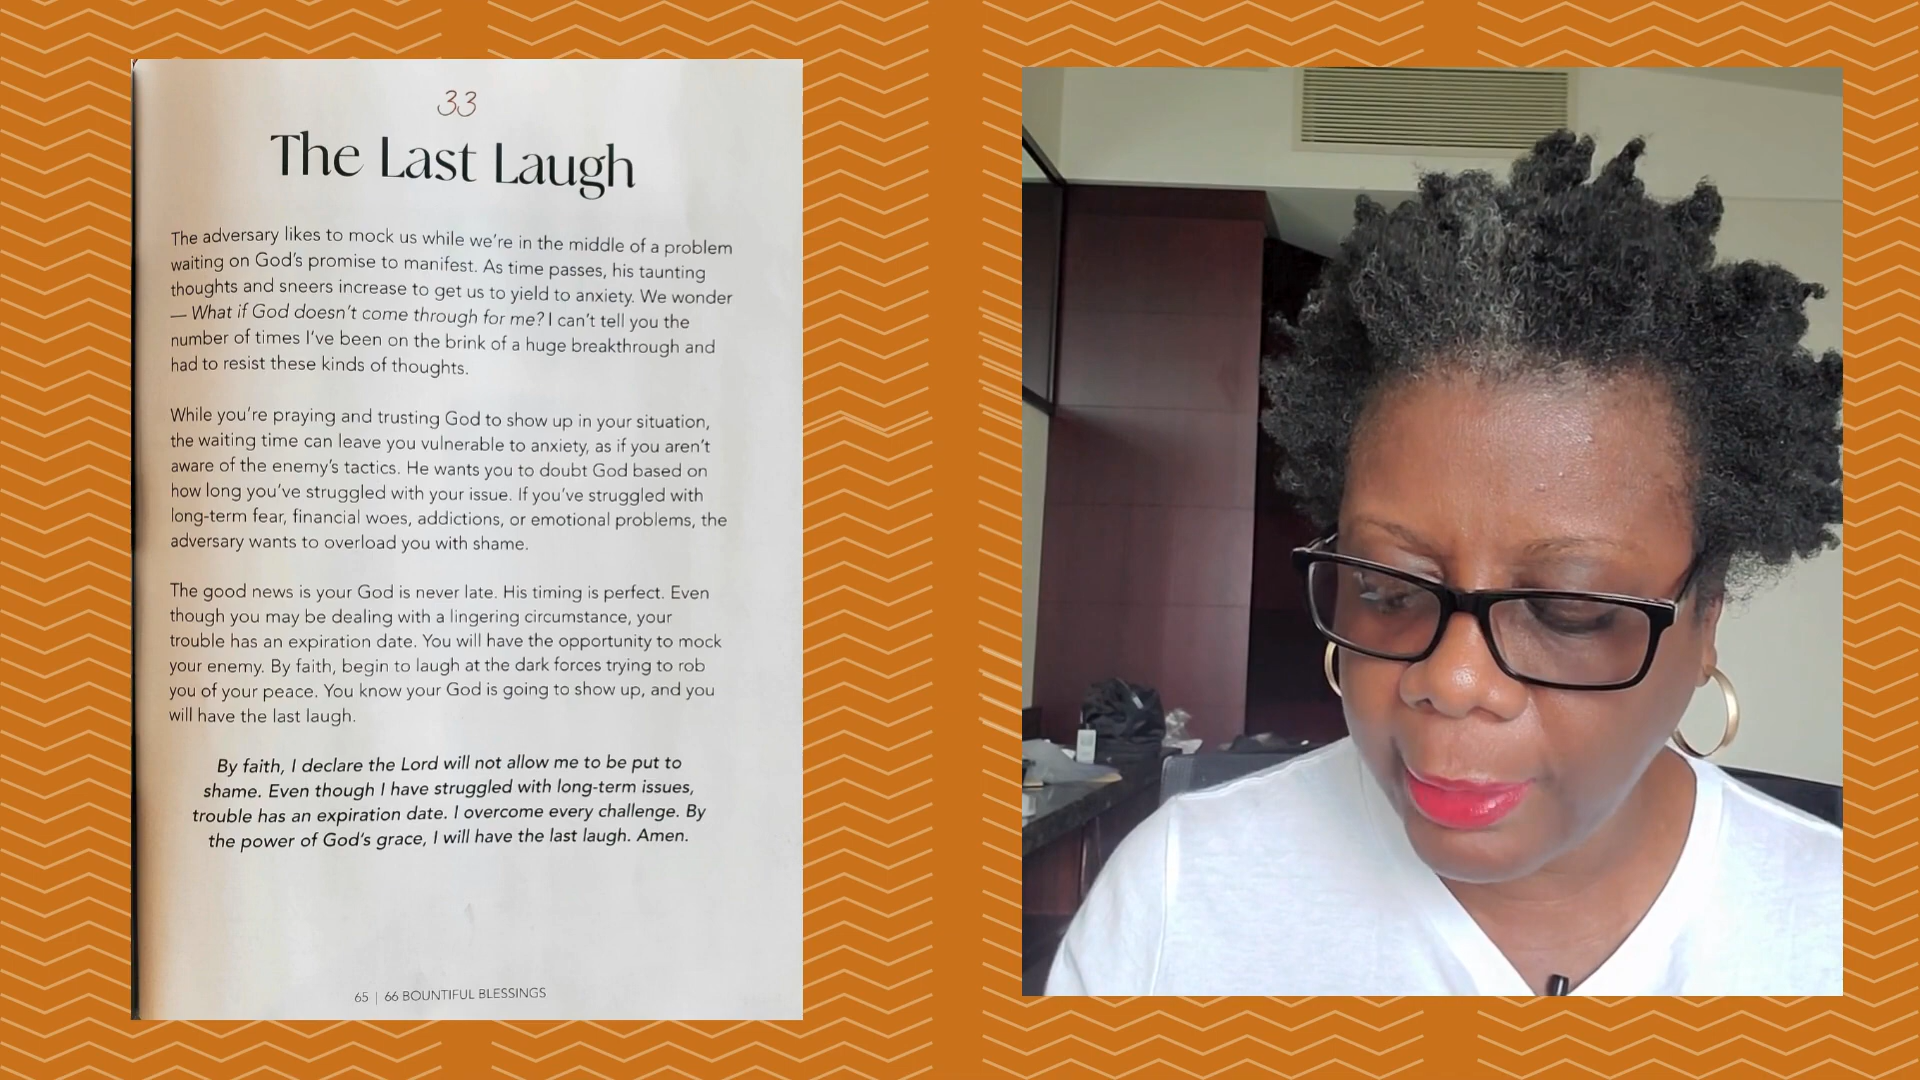 33
The Last Laugh
The adversary likes to mock us while we're in the middle of a problem
waiting on God's promise to manifest. As time passes, his taunting
thoughts and sneers increase to get us to yield to anxiety. We wonder
— What if God doesn't come through for me? I can't tell you the
number of times I've been on the brink of a huge breakthrough and
had to resist these kinds of thoughts.
While you're praying and trusting God to show up in your situation,
the waiting time can leave you vulnerable to anxiety, as if you aren't
aware of the enemy's tactics. He wants you to doubt God based on
how long you've struggled with your issue. If you've struggled with
long-term fear, financial woes, addictions, or emotional problems, the
adversary wants to overload you with shame.
The good news is your God is never late. His timing is perfect. Even
though you may be dealing with a lingering circumstance, your
trouble has an expiration date. You will have the opportunity to mock
your enemy. By faith, begin to laugh at the dark forces trying to rob
you of your peace. You know your God is going to show up, and you
will have the last laugh.
By faith, I declare the Lord will not allow me to be put to
shame. Even though I have struggled with long-term issues,
trouble has an expiration date. I overcome every challenge. By
the power of God's grace, I will have the last laugh. Amen.
65 | 66 BOUNTIFUL BLESSINGS